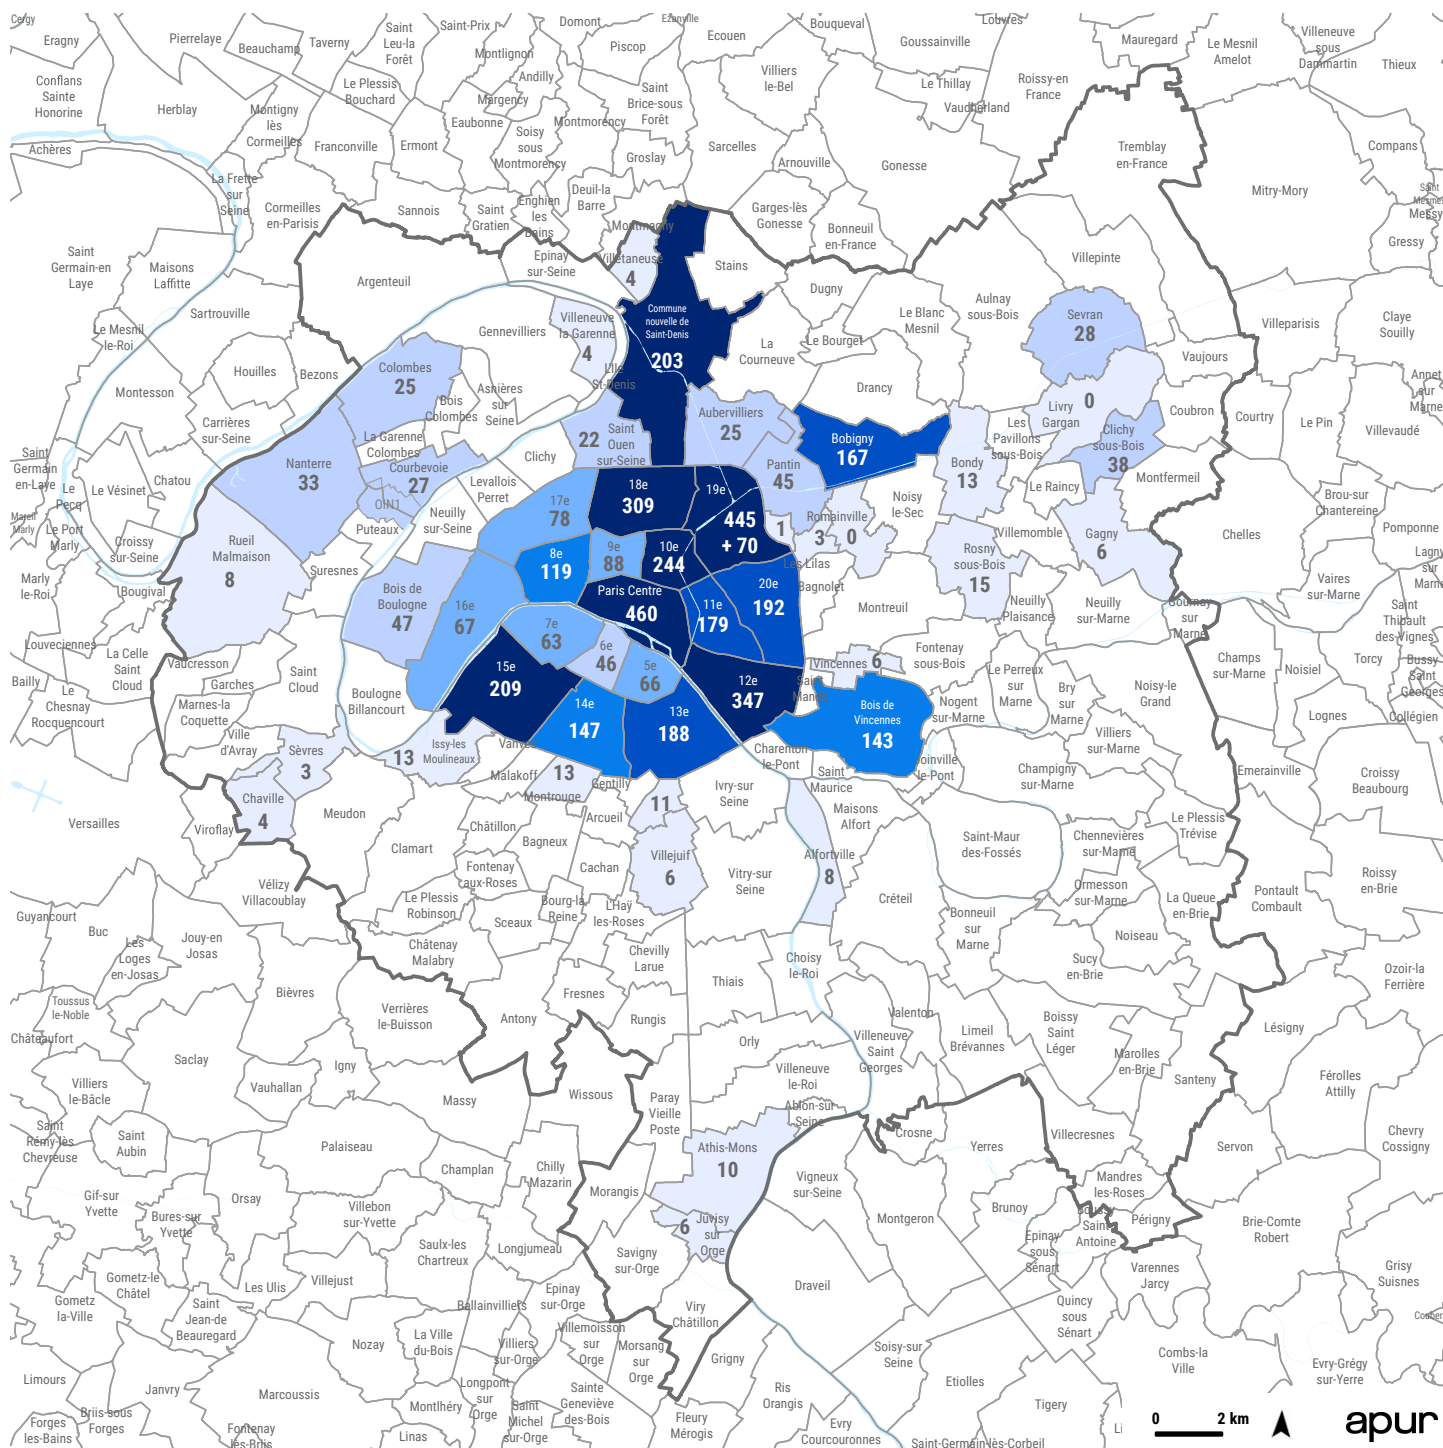 Cergy
Eragny
Pierrelaye
Beauchamp
Taverny
Saint
Leu-la
Forêt
Saint-Prix
Montlignon
Domont
Ezanville
Piscop
Ecouen
Bouqueval
Goussainville
Louvres
Mauregard
Le Mesnil
Amelot
Villeneuve
sous
Dammartin
Thieux
Conflans
Sainte
Honorine
Herblay
Montigny
lès
Cormeilles
Le Plessis
Bouchard
Andilly
Margency
Eaubonne
Soisy
sous
Montmorency
Montmorency
Saint
Brice-sous
Forêt
Villiers
le-Bel
Le Thillay
Vaudherland
Roissy-en
France
Achères
Franconville
Ermont
Groslay
Sarcelles
Arnouville
Gonesse
Tremblay
en-France
Compans
Mitry-Mory
Saint
Mesmes
Messy
Gressy
La Frette
sur
Seine
Cormeilles
en-Parisis
Sannois
Saint
Gratien
Enghien
les
Bains
Deuil-la
Barre
Montmagny
Garges-lès
Gonesse
Bonneuil
en-France
Saint
Germain-en
Laye
Maisons
Laffitte
Argenteuil
Epinay
sur-Seine
Villetaneuse
4
Stains
Dugny
Villepinte
Sartrouville
Le Mesnil
le-Roi
Gennevilliers
Villeneuve
la Garenne
4
L'Ile
St-Denis
Commune
nouvelle de
Saint-Denis
203
La
Courneuve
Le Bourget
Le Blanc
Mesnil
Aulnay
sous-Bois
Sevran
28
Villeparisis
Claye
Souilly
Vaujours
Houilles
Bezons
Colombes
25
Asnières
sur
Seine
Bois
Colombes
Drancy
Montesson
Carrières
sur-Seine
La Garenne
Colombes
Courbevoie
27
Clichy
22
Saint
Ouen
sur-Seine
Aubervilliers
25
Bobigny
167
Pantin
45
Bondy
13
Les
Pavillons
sous-Bois
Livry
Gargan
0
Clichy
sous-Bois
38
Coubron
Courtry
Le Pin
Annet
sur
Marne
Villevaudé
Montfermeil
Le Raincy
Saint
Germain
en-Laye
Le
Pecq
Le Vésinet
Chatou
Mareil
Marly
Le Port
Marly
Croissy
sur-Seine
Nanterre
33
OIN1
Puteaux
Levallois
Perret
Neuilly
sur-Seine
17e
78
18e
309
19e
445
+ 70
1
Les Lilas
Romainville
3
0
Noisy
le-Sec
Villemomble
Gagny
6
Chelles
Brou-sur
Chantereine
Pomponne
Lagny
sur
Marne
Rueil
Malmaison
8
Suresnes
8e
119
9e
88
10e
244
Paris Centre
460
11e
179
20e
192
Bagnolet
Montreuil
Rosny
sous-Bois
15
Neuilly
Plaisance
Neuilly
sur-Marne
Gournay
sur
Marne
Vaires
sur-Marne
Saint
Thibault
des-Vignes
Marly
le-Roi
Bougival
Bois de
Boulogne
47
16e
67
7e
63
6e
46
5e
66
15e
209
14e
147
13e
188
12e
347
Saint
Mandé
Vincennes
6
Fontenay
sous-Bois
Bois de
Vincennes
143
Le Perreux
sur
Marne
Nogent
sur-Marne
Bry
sur
Marne
Noisy-le
Grand
Champs
sur-Marne
Noisiel
Torcy
Bussy
Saint
Georges
Lognes
Collégien
Louveciennes
La Celle
Saint
Cloud
Vaucresson
Bailly
Le
Chesnay
Rocquencourt
Garches
Marnes-la
Coquette
Saint
Cloud
Boulogne
Billancourt
Ville
d'Avray
Sèvres
3
Chaville
4
13
Issy-les
Moulineaux
Vanves
Malakoff
13
Montrouge
Gentilly
11
Charenton
le-Pont
Saint
Maurice
Joinville
le-Pont
Villiers
sur-Marne
Champigny
sur-Marne
Emerainville
Croissy
Beaubourg
Versailles
Viroflay
Meudon
Clamart
Châtillon
Bagneux
Arcueil
Cachan
Ivry-sur
Seine
Maisons
Alfort
Alfortville
8
Saint-Maur
des-Fossés
Chennevières
sur-Marne
Le Plessis
Trévise
Roissy
en-Brie
Vélizy
Villacoublay
Fontenay
aux-Roses
Le Plessis
Robinson
Sceaux
Bourg-la
Reine
L'Haÿ
les-Roses
Villejuif
6
Vitry-sur
Seine
Créteil
Ormesson
sur-Marne
La Queue
en-Brie
Pontault
Combault
Guyancourt
Buc
Les
Loges
en-Josas
Jouy-en
Josas
Châtenay
Malabry
Chevilly
Larue
Choisy
le-Roi
Bonneuil
sur
Marne
Noiseau
Sucy
en-Brie
Ozoir-la
Ferrière
Toussus
le-Noble
Châteaufort
Bièvres
Verrières
le-Buisson
Antony
Fresnes
Rungis
Thiais
Orly
Valenton
Villeneuve
Saint
Georges
Limeil
Brévannes
Boissy
Saint
Léger
Marolles
en-Brie
Santeny
Lésigny
Férolles
Attilly
Saclay
Igny
Vauhallan
Massy
Wissous
Paray
Vieille
Poste
Villeneuve
le-Roi
Ablon-sur
Seine
Villiers
le-Bâcle
Saint
Rémy-lès
Chevreuse
Saint
Aubin
Palaiseau
Champlan
Chilly
Mazarin
Athis-Mons
10
Crosne
Yerres
Villecresnes
Servon
Chevry
Cossigny
Gif-sur
Yvette
Bures-sur
Yvette
Orsay
Villebon
sur-Yvette
Saulx-les
Chartreux
Longjumeau
Morangis
Savigny
sur-Orge
6
Juvisy
sur
Orge
Vigneux
sur-Seine
Montgeron
Brunoy
Mandres
les-Roses
Périgny
Boussy
Saint
Antoine
Epinay
sous
Sénart
Brie-Comte
Robert
Gometz-le
Châtel
Gometz
la-Ville
Les Ulis
Saint
Jean-de
Beauregard
Villejust
Ballainvilliers
Epinay
sur-Orge
Viry
Châtillon
Draveil
Quincy
sous
Sénart
Varennes
Jarcy
Grisy
Suisnes
Nozay
La Ville
du-Bois
Villiers
sur-Orge
Villemoisson
sur
Orge
Morsang
sur
Orge
Grigny
Soisy-sur
Seine
Combs-la
Ville
Evry-Grégy
sur-Yerre
Limours
Janvry
Marcoussis
Montlhéry
Longpont
sur
Orge
Sainte
Geneviève
des-Bois
Ris
Orangis
Etiolles
Tigery
Forges
les-Bains
Briis-sous
Forges
Fontenay
lès-Briis
Linas
Saint
Michel
sur-Orge
Fleury
Mérogis
Evry
Courcouronnes
Saint-Germain-lès-Corbeil
0
2 km
apur